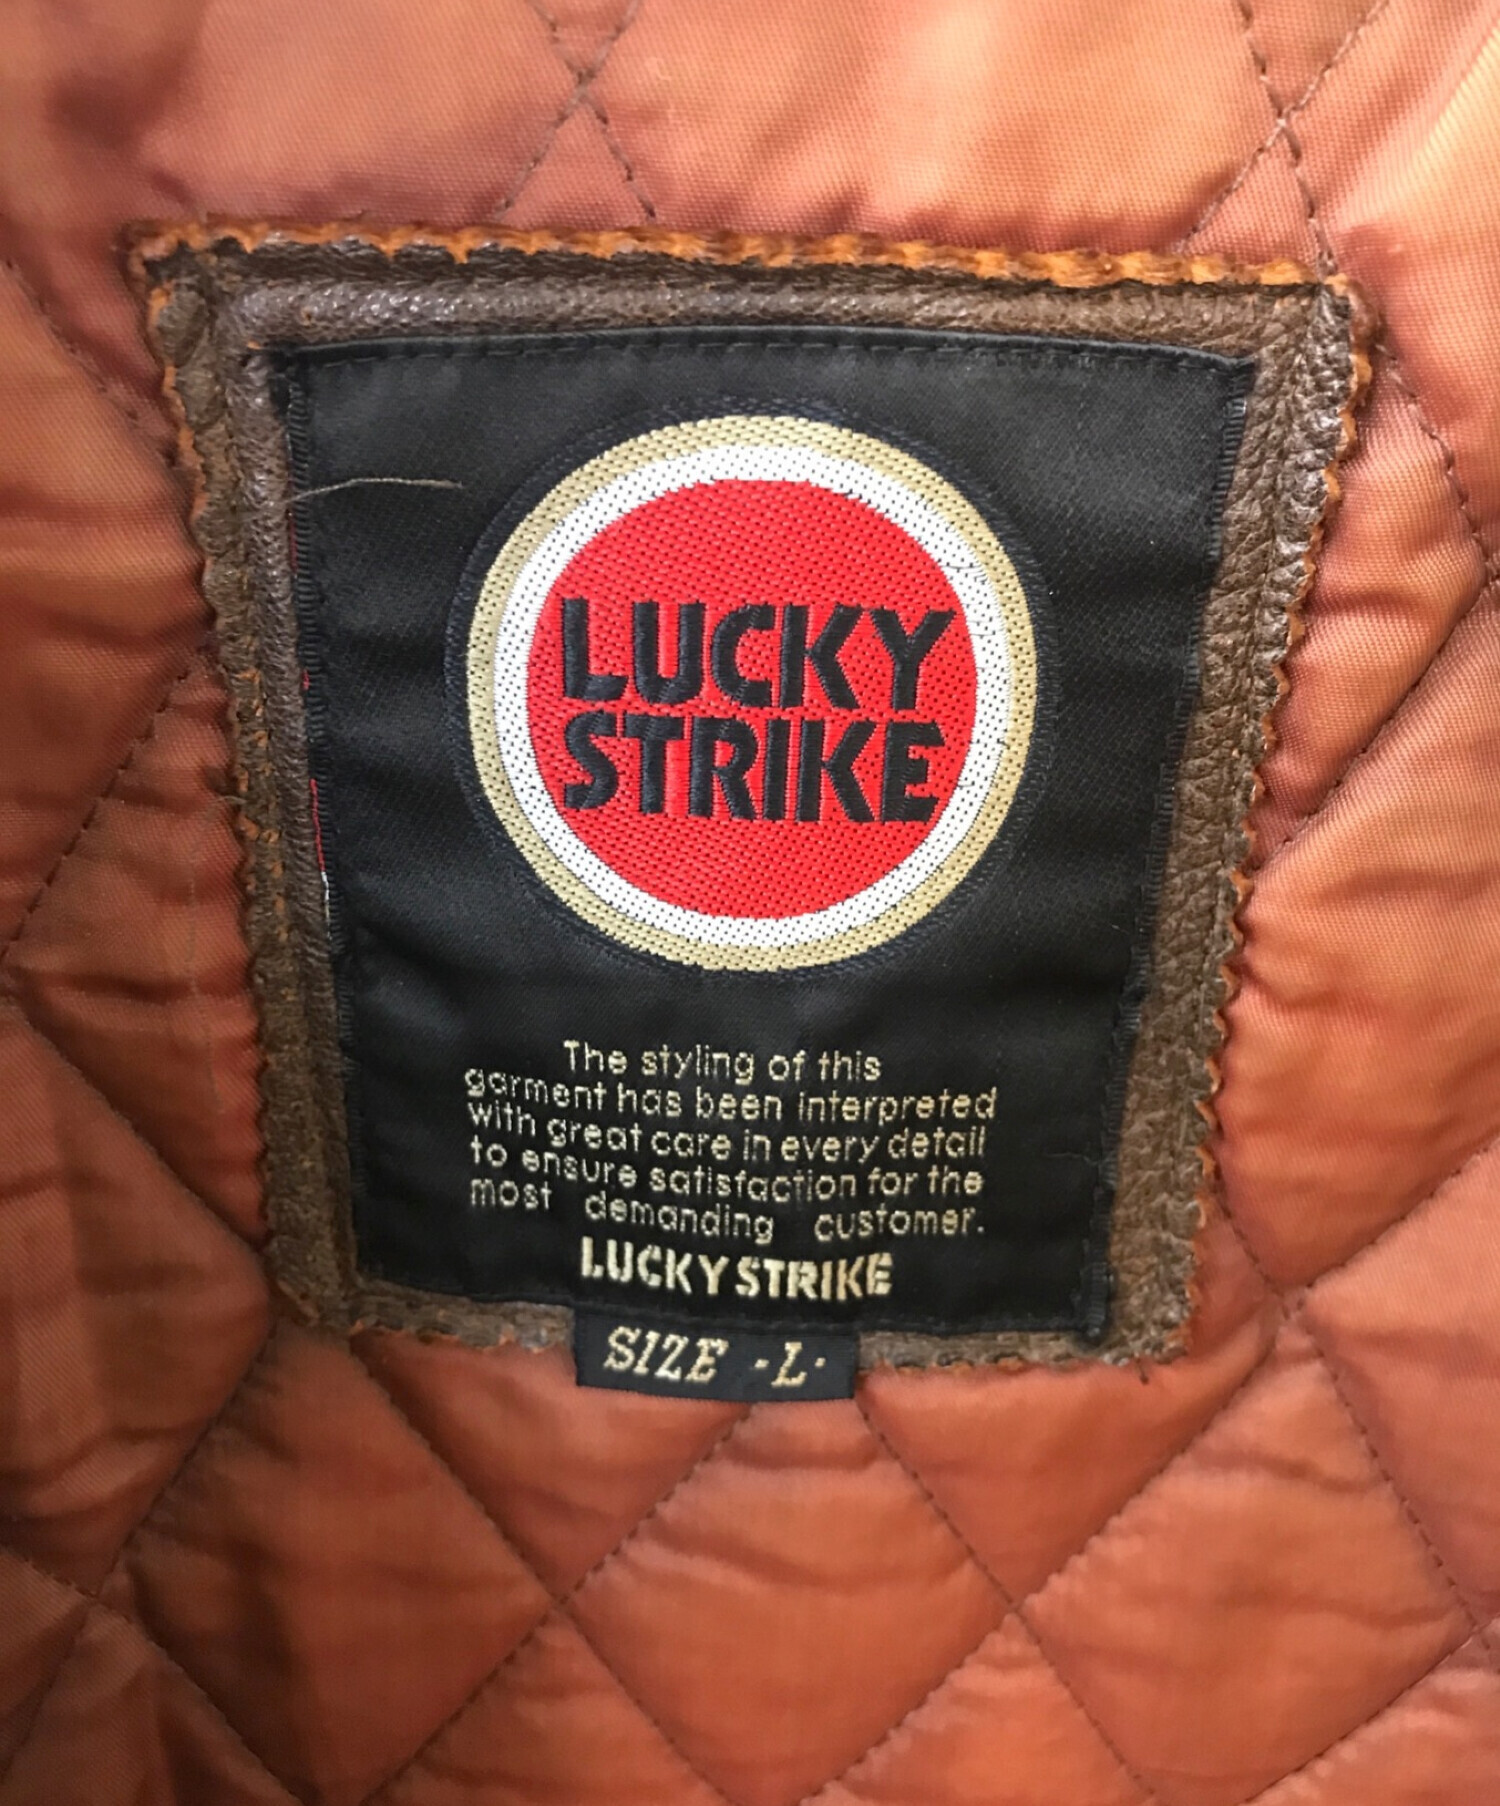 LUCKY
STRIKE
The styling of this
garment has been interpreted
with great care in every detail
to ensure satisfaction for the
most demanding customer.
LUCKY STRIKE
SIZE -L-